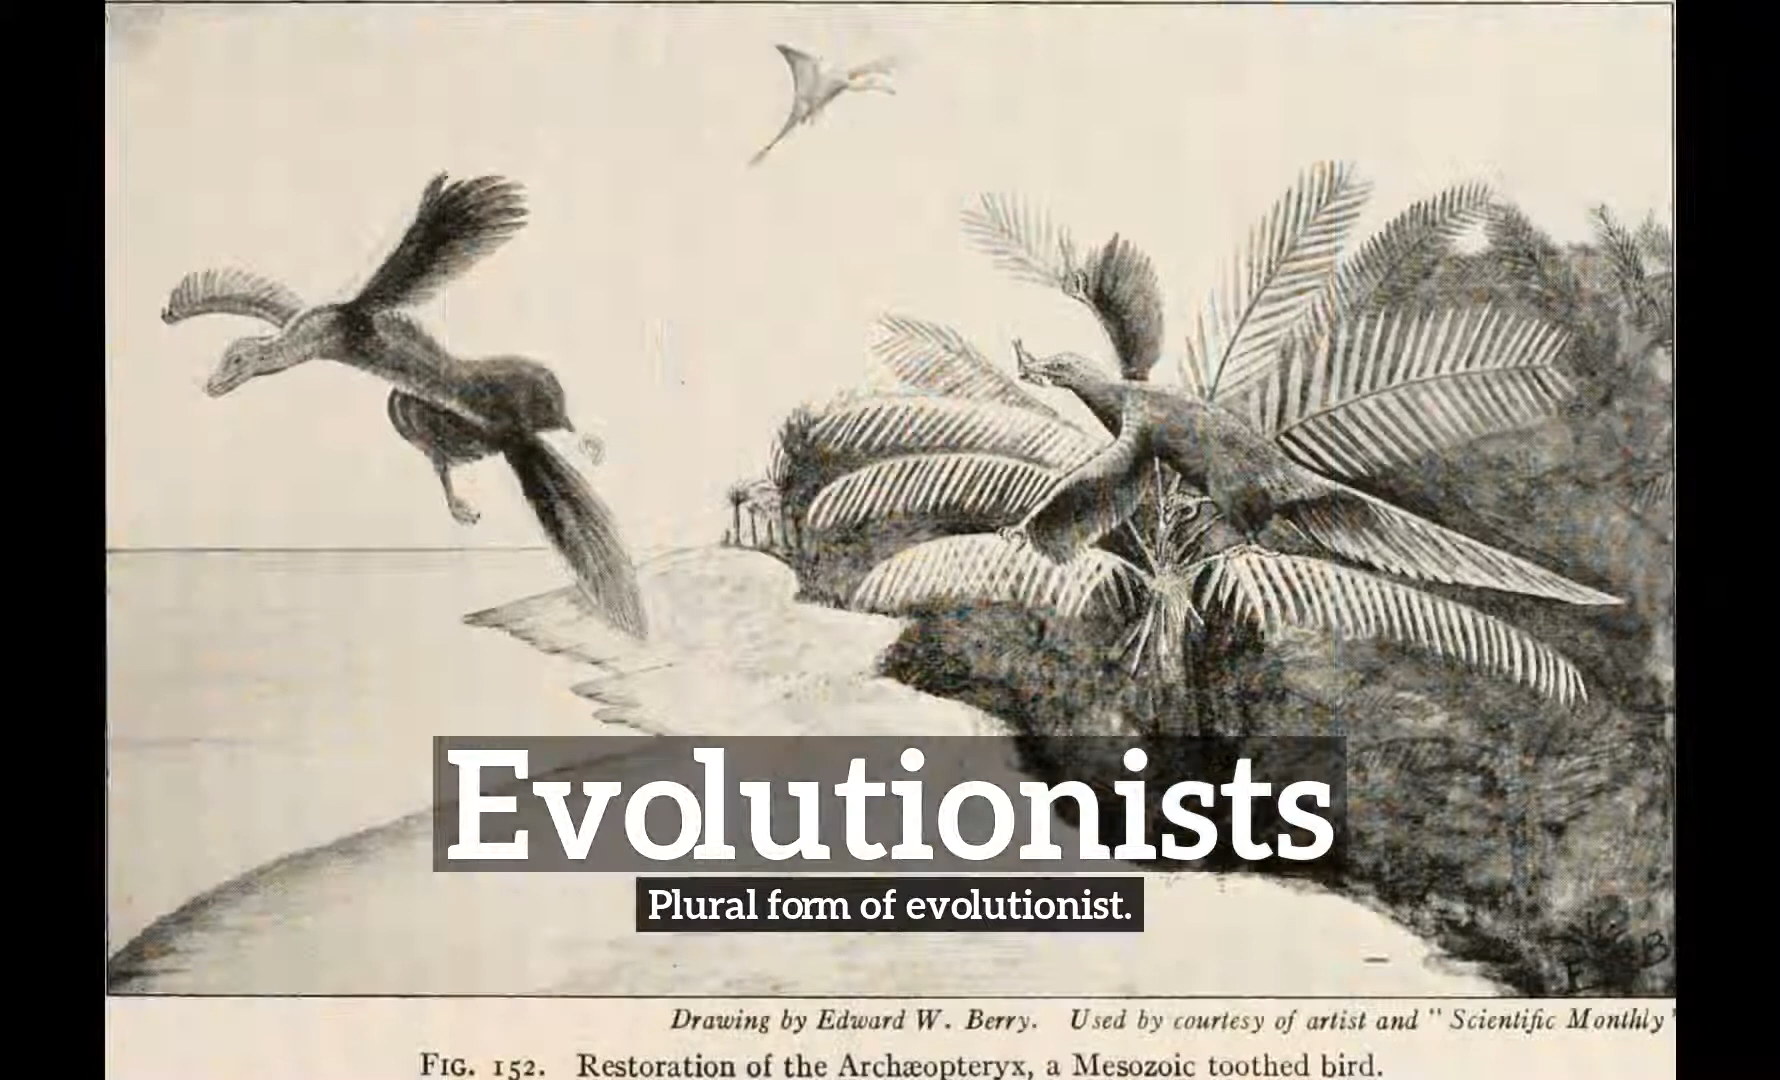 Evolutionists
Plural form of evolutionist.
Drawing by Edward W. Berry. Used by courtesy of artist and " Scientific Monthly"
FIG. 152. Restoration of the Archæopteryx, a Mesozoic toothed bird.